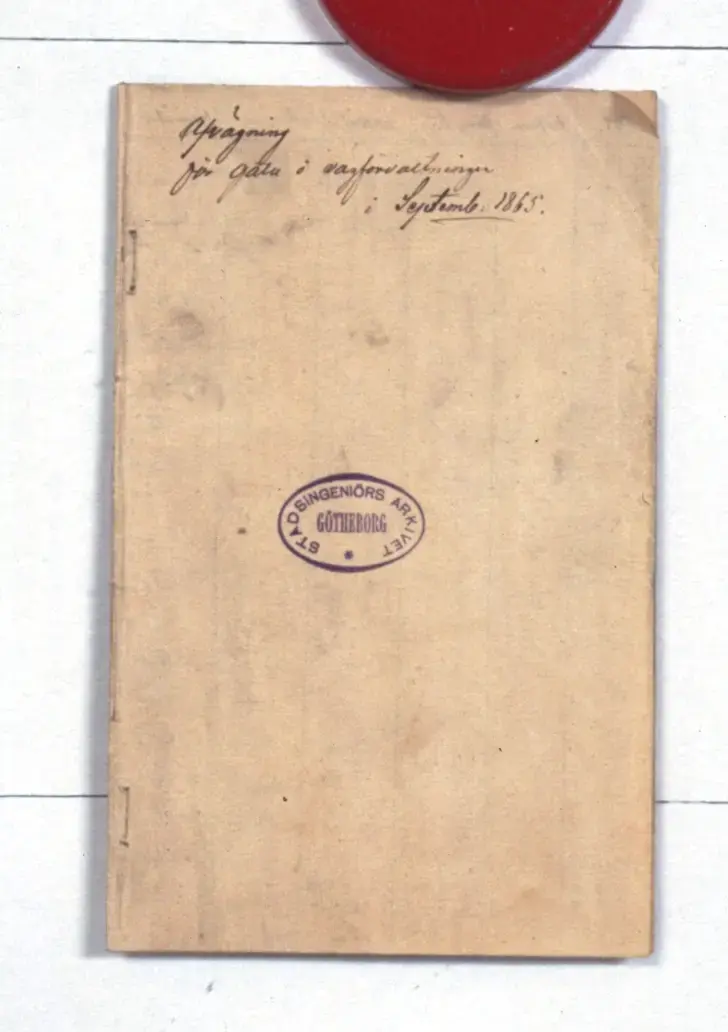 Afvägning
för gatu o vägförvaltningen
i Septemb. 1865.
STADSINGENIÖRS ARKIVET
GÖTHEBORG